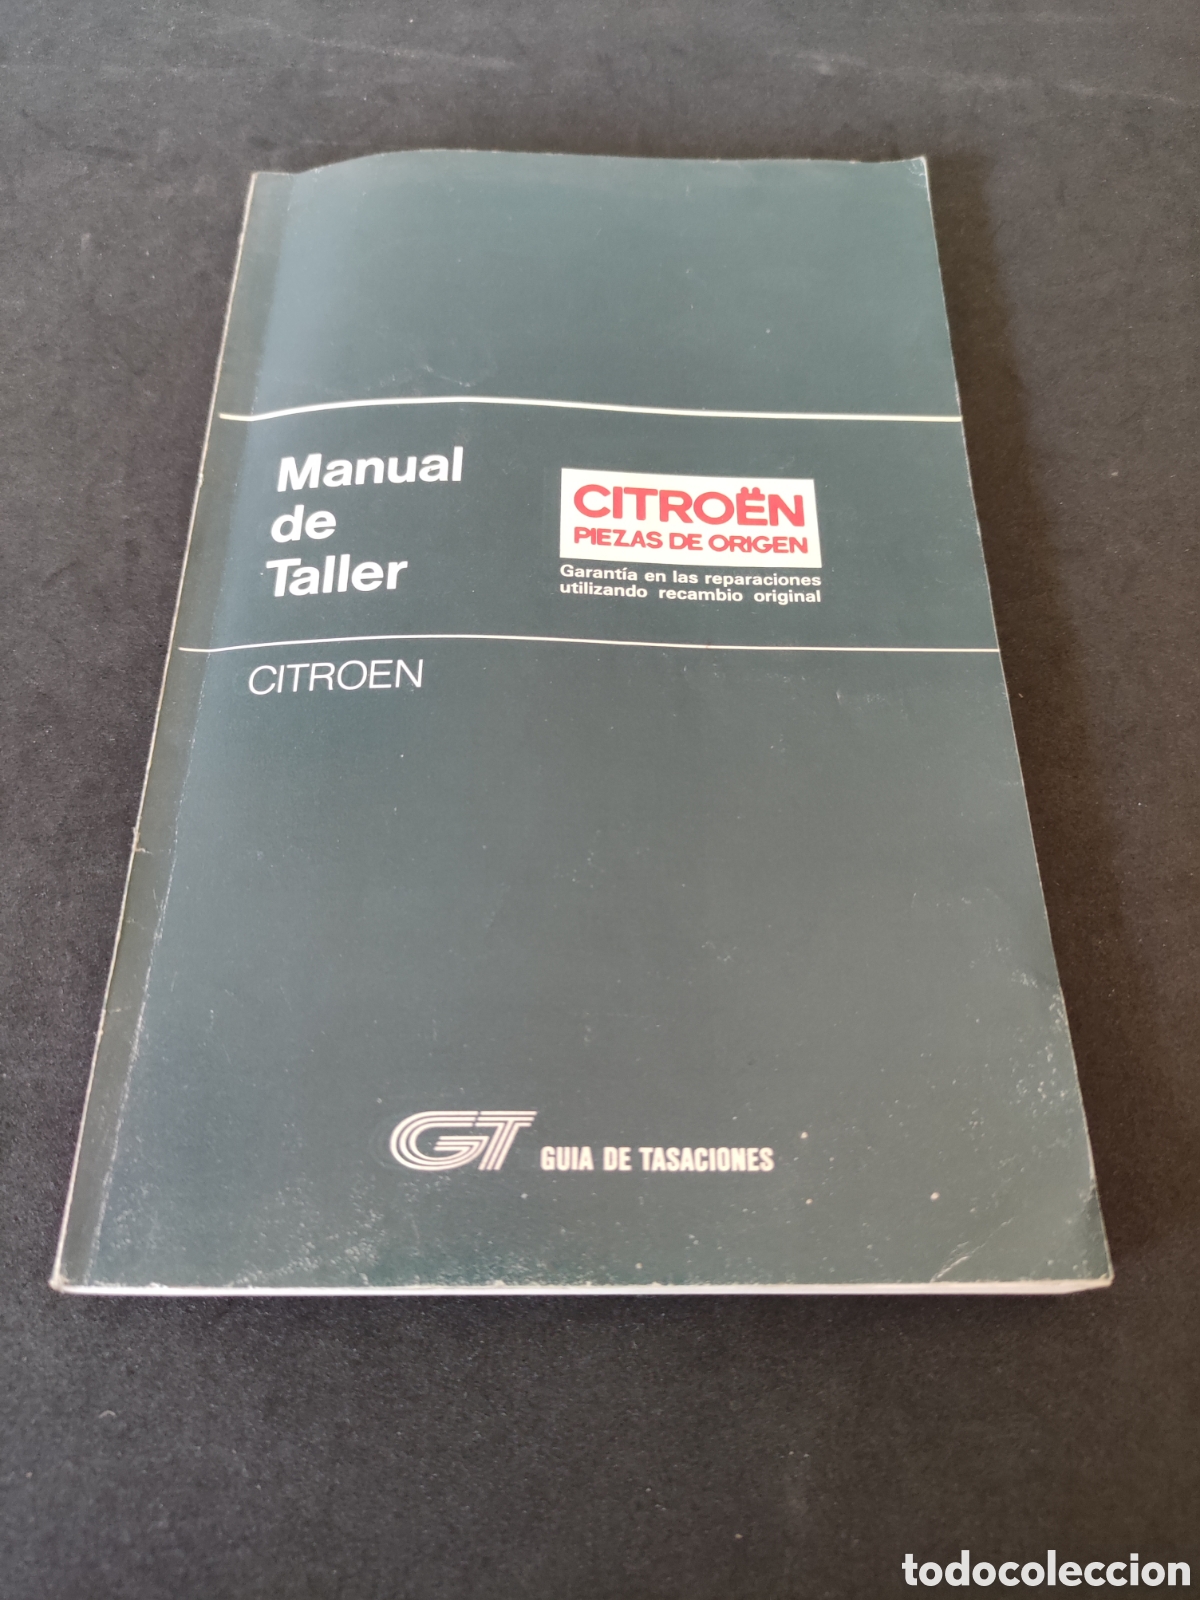 Manual
de
Taller
CITROËN
PIEZAS DE ORIGEN
Garantía en las reparaciones
utilizando recambio original
CITROEN
GT GUIA DE TASACIONES
todocoleccion